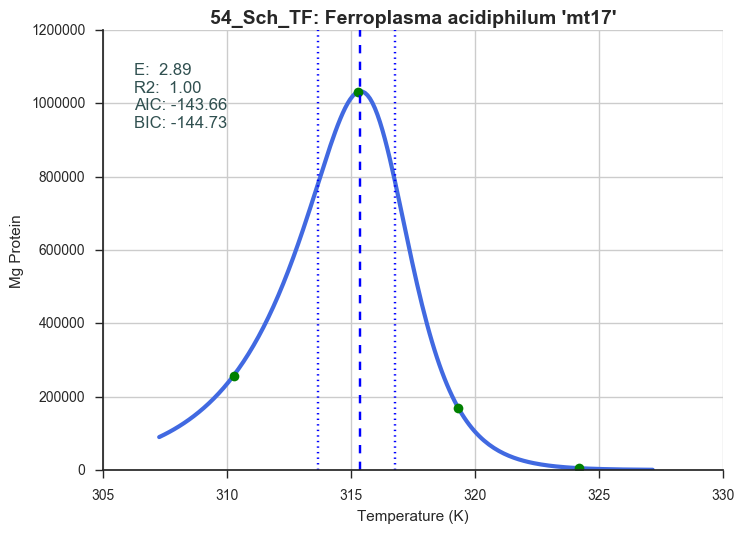 54_Sch_TF: Ferroplasma acidiphilum 'mt17'
1200000
1000000
800000
600000
400000
200000
0
Mg Protein
E:  2.89
R2:  1.00
AIC: -143.66
BIC: -144.73
305 310 315 320 325 330
Temperature (K)